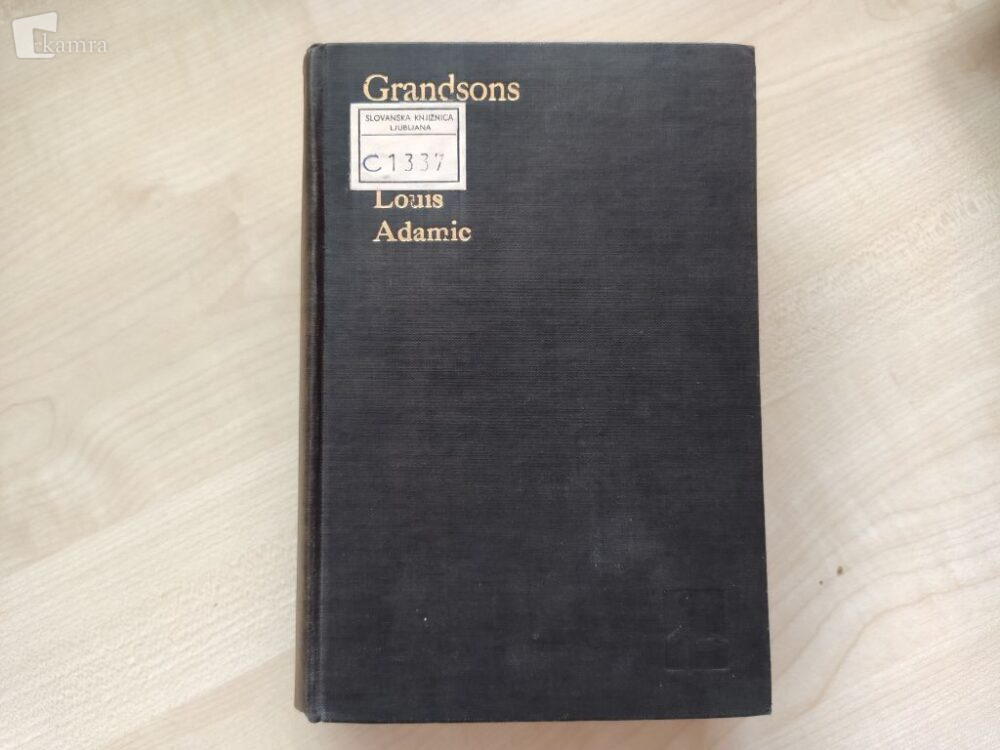 kamra
Grandsons
SLOVANSKA KNJIŽNICA
LJUBLJANA
C1337
Louis
Adamic